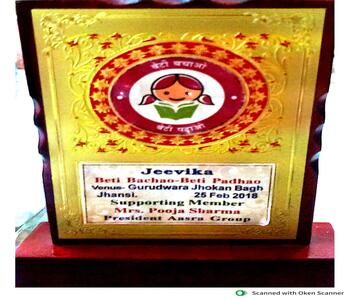 बेटी बचाओ
बेटी पढ़ाओ
Jeevika
Beti Bachao-Beti Padhao
Venue- Gurudwara Jhokan Bagh
Jhansi. 25 Feb 2018
Supporting Member
Mrs. Pooja Sharma
President Aasra Group
Scanned with Oken Scanner